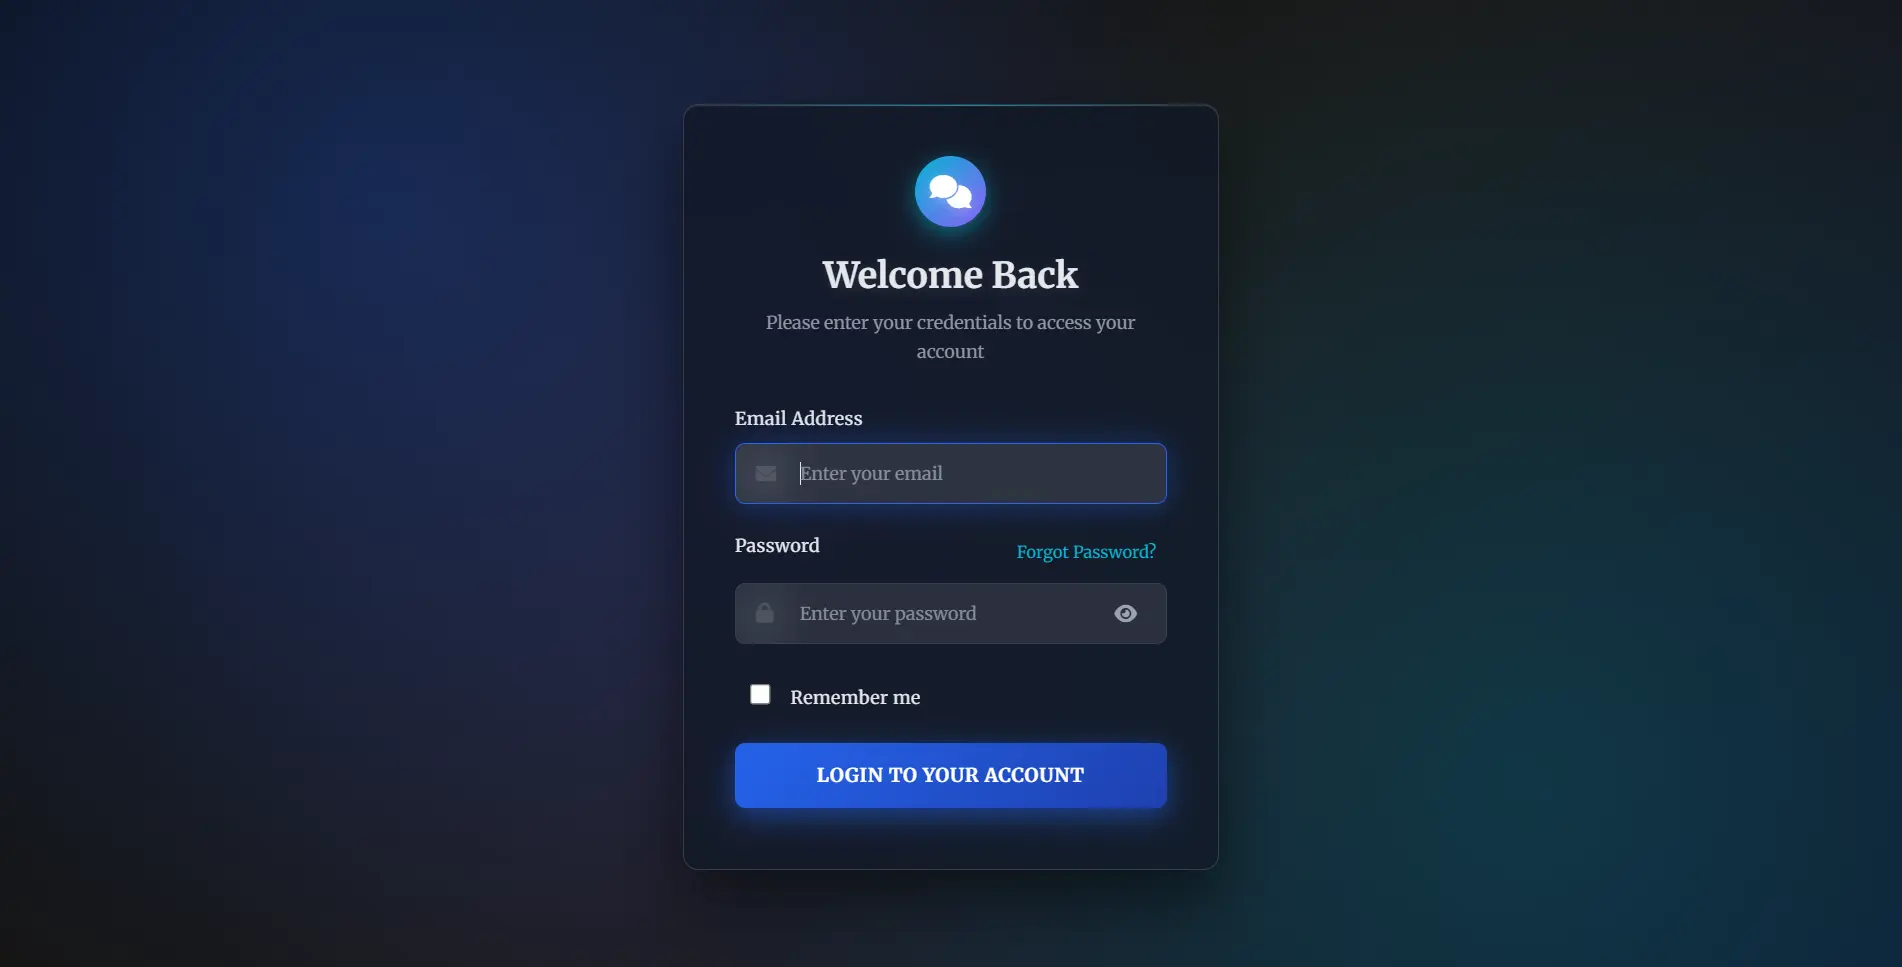 Welcome Back
Please enter your credentials to access your
account
Email Address
Enter your email
Password
Forgot Password?
Enter your password
Remember me
LOGIN TO YOUR ACCOUNT